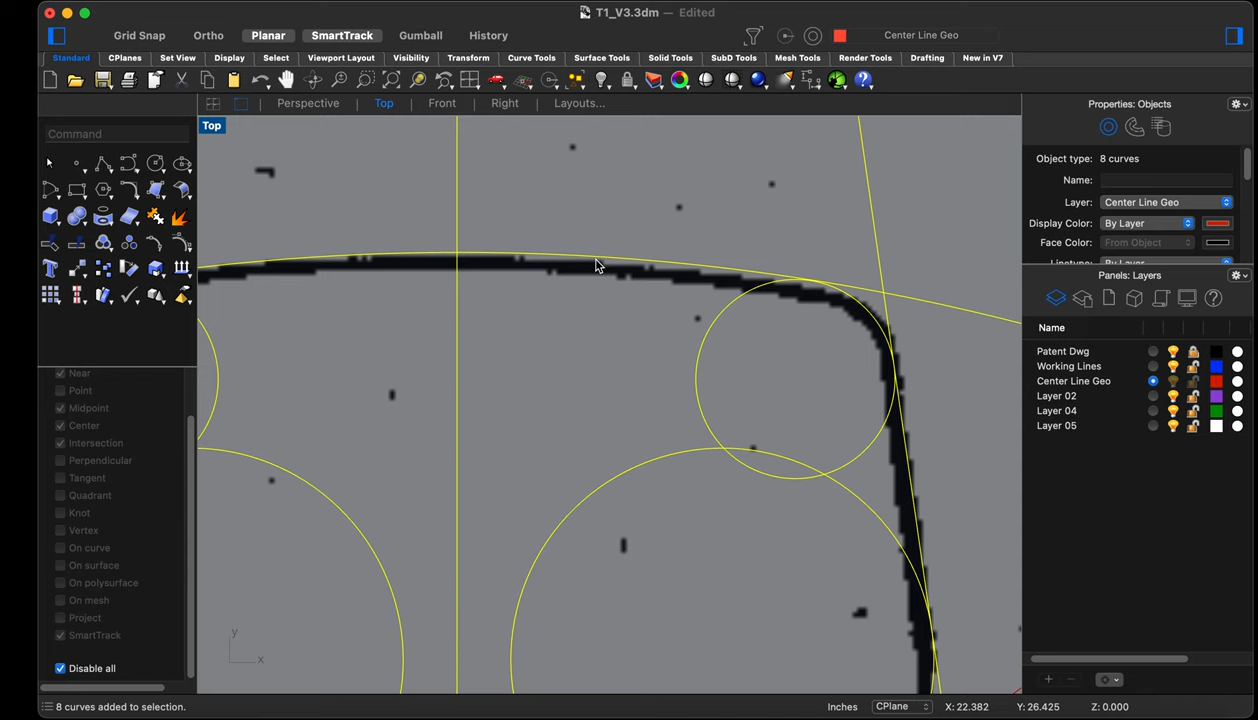 T1_V3.3dm — Edited
Grid Snap Ortho Planar SmartTrack Gumball History Center Line Geo
Standard CPlanes Set View Display Select Viewport Layout Visibility Transform Curve Tools Surface Tools Solid Tools SubD Tools Mesh Tools Render Tools Drafting New in V7
Perspective Top Front Right Layouts...
Top
Command
Near
Point
Midpoint
Center
Intersection
Perpendicular
Tangent
Quadrant
Knot
Vertex
On curve
On surface
On polysurface
On mesh
Project
SmartTrack
Disable all
y
x
Properties: Objects
Object type: 8 curves
Name:
Layer: Center Line Geo
Display Color: By Layer
Face Color: From Object
Panels: Layers
Name
Patent Dwg
Working Lines
Center Line Geo
Layer 02
Layer 04
Layer 05
8 curves added to selection. Inches CPlane X: 22.382 Y: 26.425 Z: 0.000